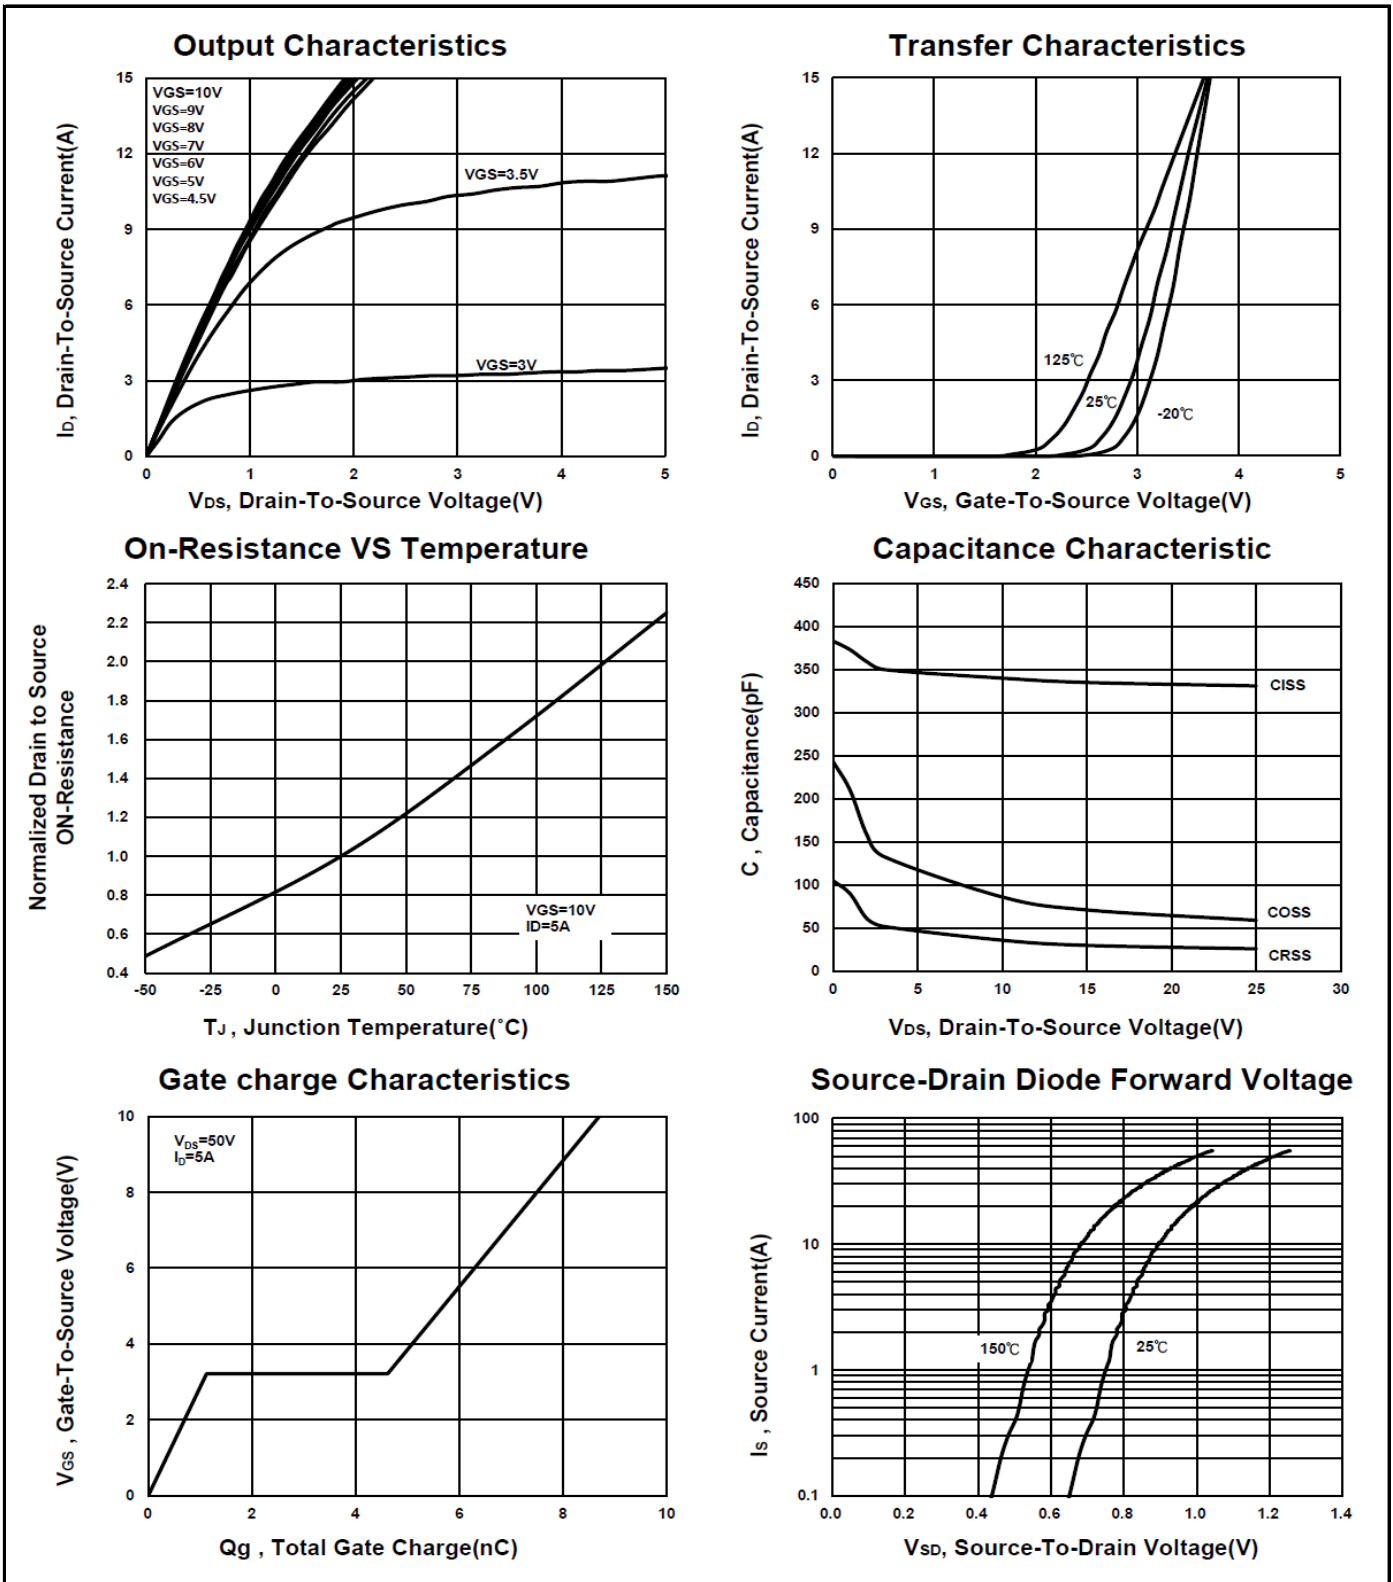 Output Characteristics
ID, Drain-To-Source Current(A)
15
12
9
6
3
0
VGS=10V
VGS=9V
VGS=8V
VGS=7V
VGS=6V
VGS=5V
VGS=4.5V
VGS=3.5V
VGS=3V
0 1 2 3 4 5
VDS, Drain-To-Source Voltage(V)
Transfer Characteristics
ID, Drain-To-Source Current(A)
15
12
9
6
3
0
125℃
25℃
-20℃
0 1 2 3 4 5
VGS, Gate-To-Source Voltage(V)
On-Resistance VS Temperature
Normalized Drain to Source
ON-Resistance
2.4
2.2
2.0
1.8
1.6
1.4
1.2
1.0
0.8
0.6
0.4
VGS=10V
ID=5A
-50 -25 0 25 50 75 100 125 150
TJ , Junction Temperature(˚C)
Capacitance Characteristic
C , Capacitance(pF)
450
400
350
300
250
200
150
100
50
0
CISS
COSS
CRSS
0 5 10 15 20 25 30
VDS, Drain-To-Source Voltage(V)
Gate charge Characteristics
VGS , Gate-To-Source Voltage(V)
10
8
6
4
2
0
VDS=50V
ID=5A
0 2 4 6 8 10
Qg , Total Gate Charge(nC)
Source-Drain Diode Forward Voltage
IS , Source Current(A)
100
10
1
0.1
150℃
25℃
0.0 0.2 0.4 0.6 0.8 1.0 1.2 1.4
VSD, Source-To-Drain Voltage(V)